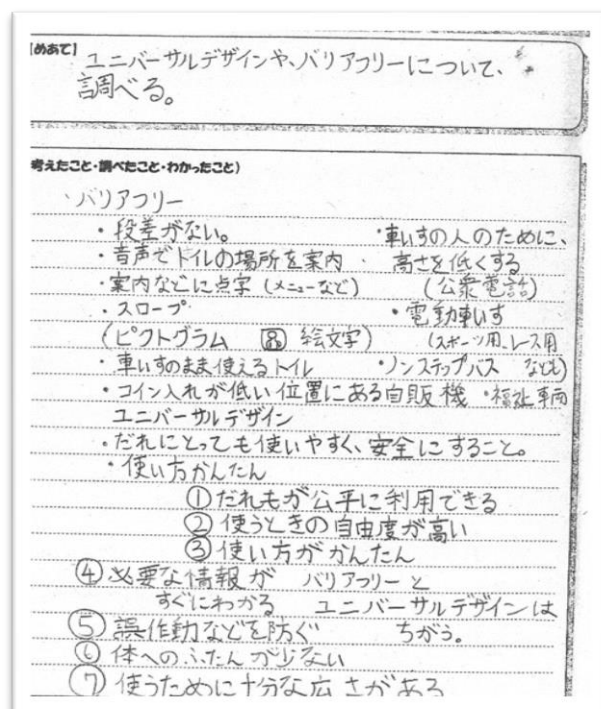 [めあて]
ユニバーサルデザインや、バリアフリーについて、
調べる。
考えたこと・調べたこと・わかったこと)
バリアフリー
・段差がない。 ・車いすの人のために、
・音声でトイレの場所を案内 高さを低くする
・案内などに点字(メニューなど) (公衆電話)
・スロープ ・電動車いす
(ピクトグラム 絵文字) (スポーツ用、レース用
・車いすのまま使えるトイレ ・ノンステップバス なども)
・コイン入れが低い位置にある自販機 ・福祉車両
ユニバーサルデザイン
・だれにとっても使いやすく、安全にすること。
・使い方かんたん
①だれもが公平に利用できる
②使うときの自由度が高い
③使い方がかんたん
④必要な情報が バリアフリーと
すぐにわかる ユニバーサルデザインは
⑤誤作動などを防ぐ ちがう。
⑥体へのふたんが少ない
⑦使うために十分な広さがある